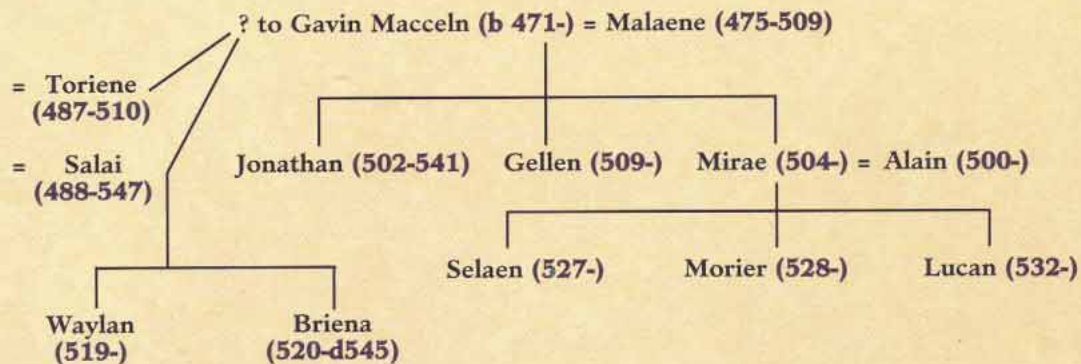 ? to Gavin Macceln (b 471-) = Malaene (475-509)
= Toriene
(487-510)
= Salai
(488-547)
Jonathan (502-541) Gellen (509-) Mirae (504-) = Alain (500-)
Selaen (527-) Morier (528-) Lucan (532-)
Waylan
(519-)
Briena
(520-d545)